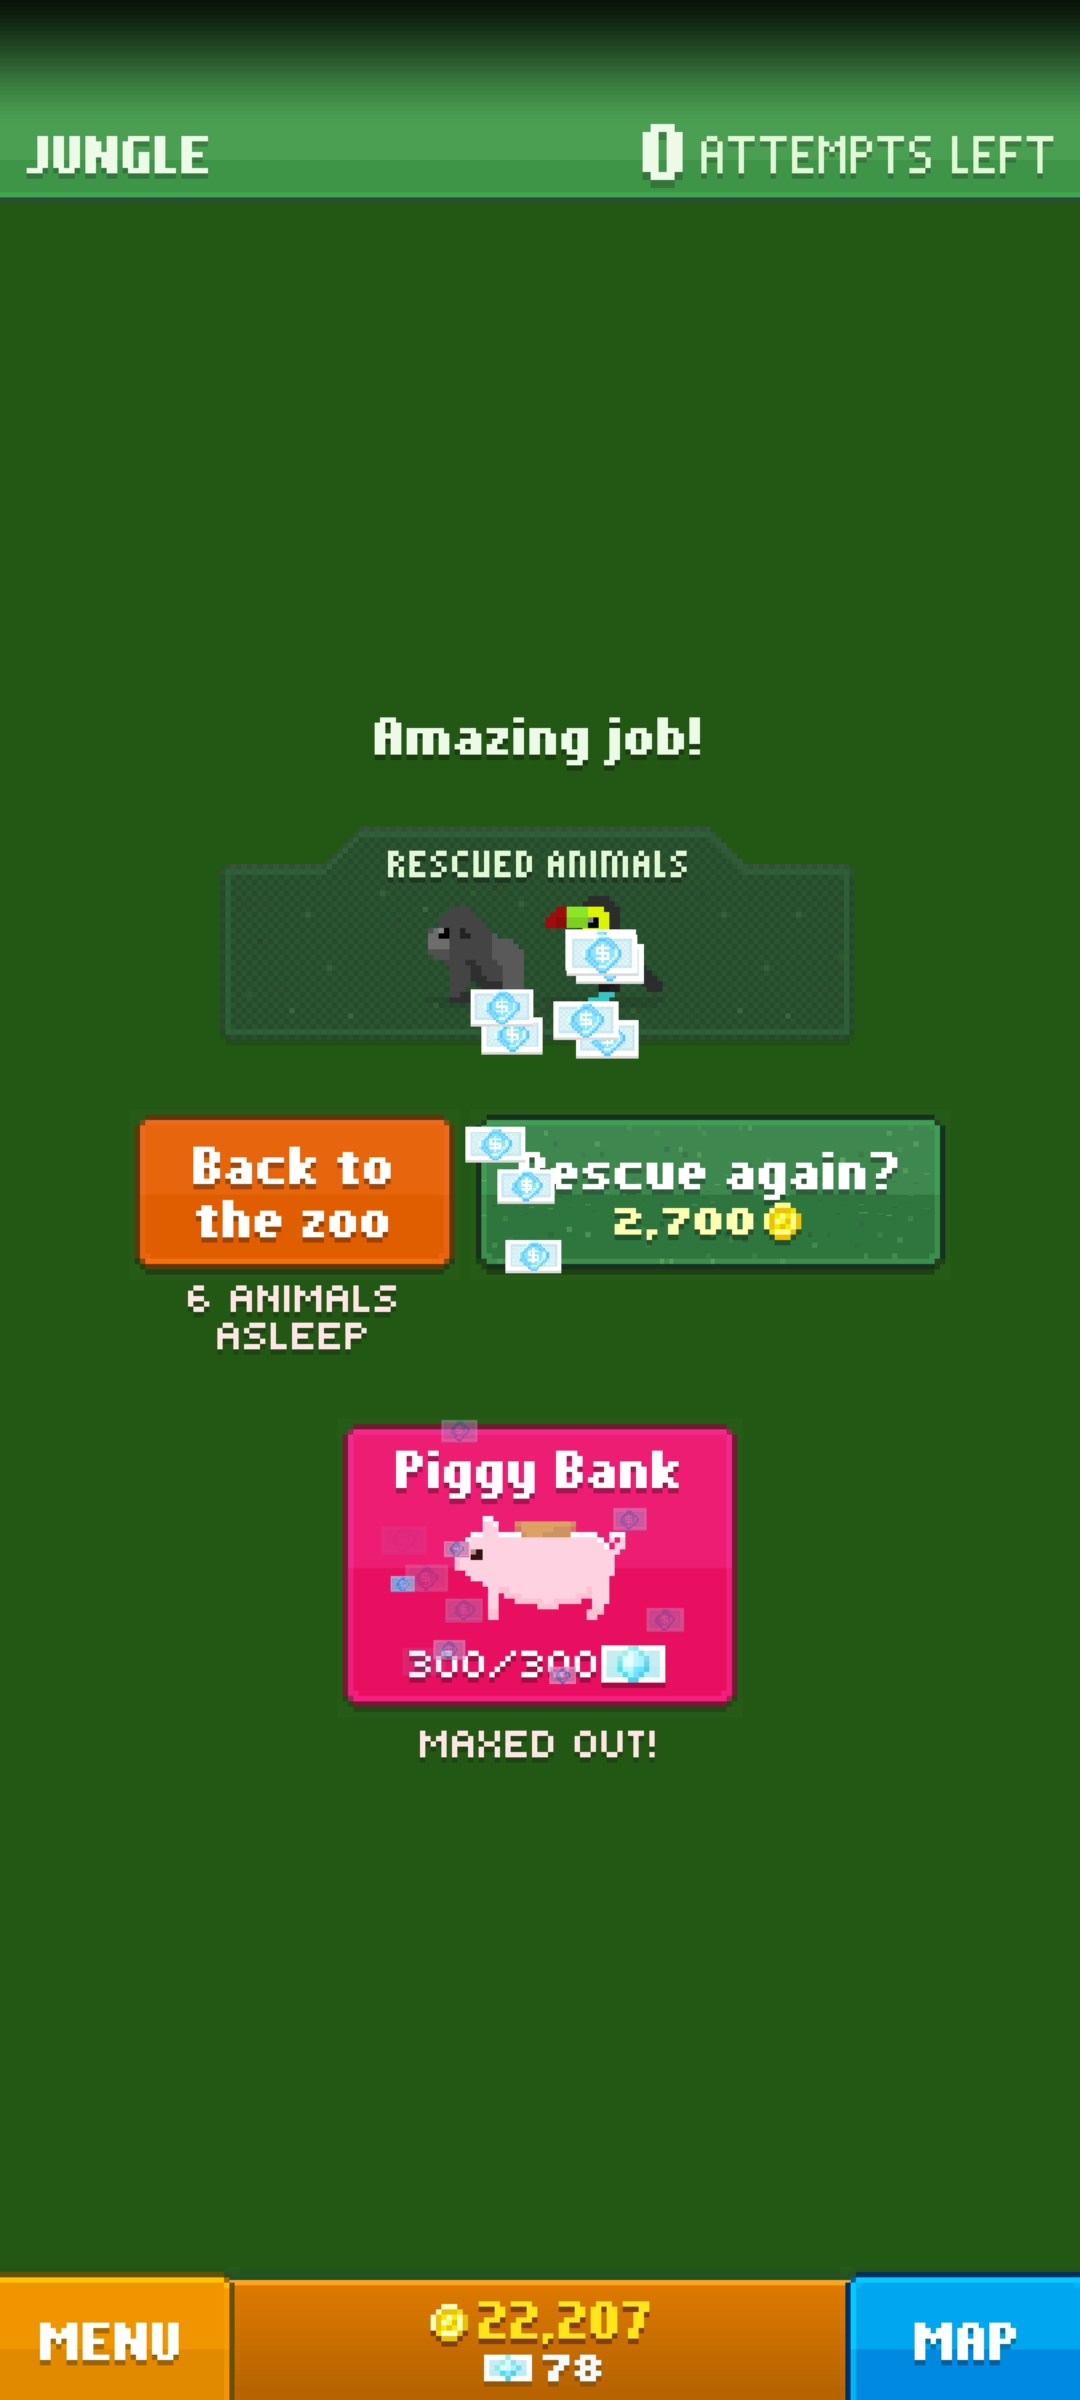 JUNGLE
0 ATTEMPTS LEFT
Amazing job!
RESCUED ANIMALS
Back to
the zoo
Rescue again?
2,700
6 ANIMALS
ASLEEP
Piggy Bank
300/300
MAXED OUT!
MENU
22,207
78
MAP